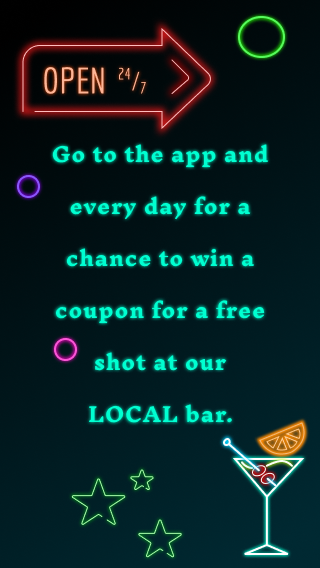 OPEN 24/7
Go to the app and
every day for a
chance to win a
coupon for a free
shot at our
LOCAL bar.